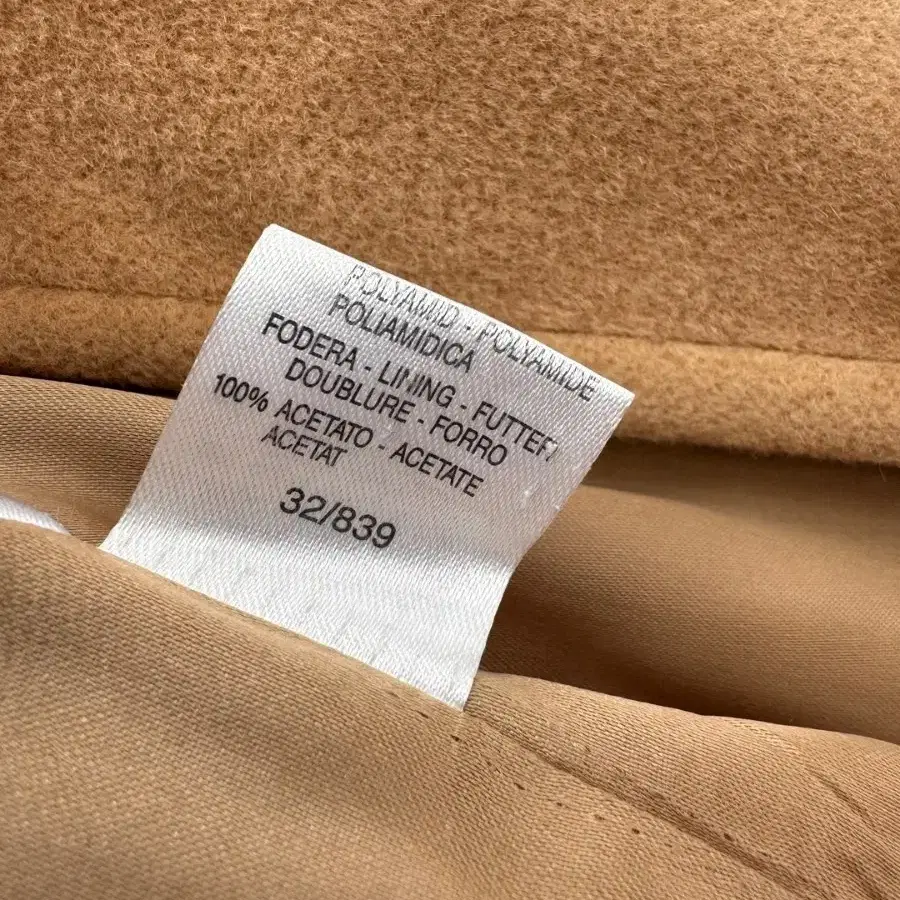 POLYAMID - POLYAMIDE
POLIAMIDICA
FODERA - LINING - FUTTER
DOUBLURE - FORRO
100% ACETATO - ACETATE
ACETAT
32/839